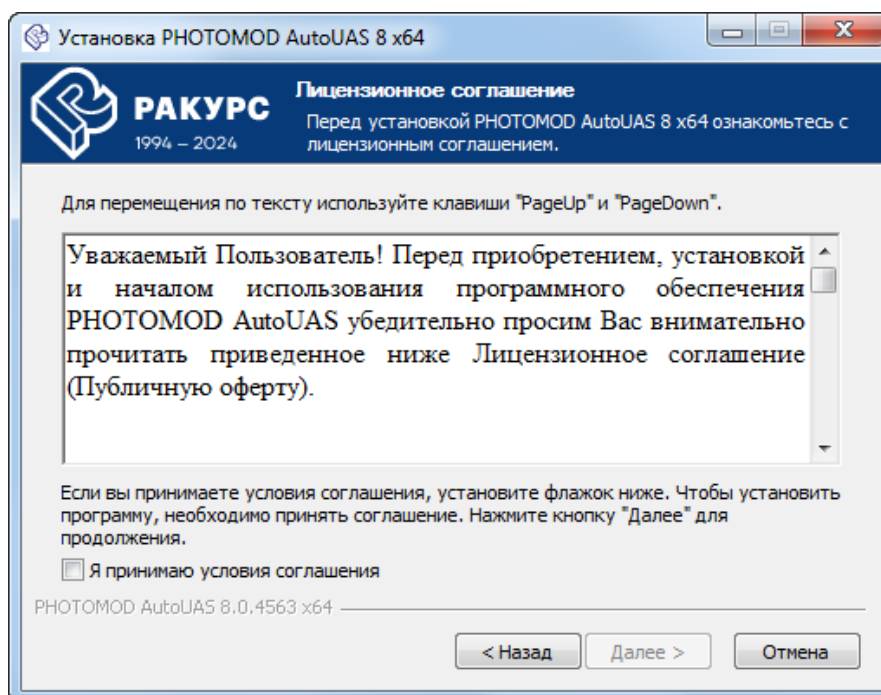 Установка PHOTOMOD AutoUAS 8 x64
РАКУРС
1994 – 2024
Лицензионное соглашение
Перед установкой PHOTOMOD AutoUAS 8 x64 ознакомьтесь с
лицензионным соглашением.
Для перемещения по тексту используйте клавиши "PageUp" и "PageDown".
Уважаемый Пользователь! Перед приобретением, установкой
и началом использования программного обеспечения
PHOTOMOD AutoUAS убедительно просим Вас внимательно
прочитать приведенное ниже Лицензионное соглашение
(Публичную оферту).
Если вы принимаете условия соглашения, установите флажок ниже. Чтобы установить
программу, необходимо принять соглашение. Нажмите кнопку "Далее" для
продолжения.
Я принимаю условия соглашения
PHOTOMOD AutoUAS 8.0.4563 x64
< Назад
Далее >
Отмена